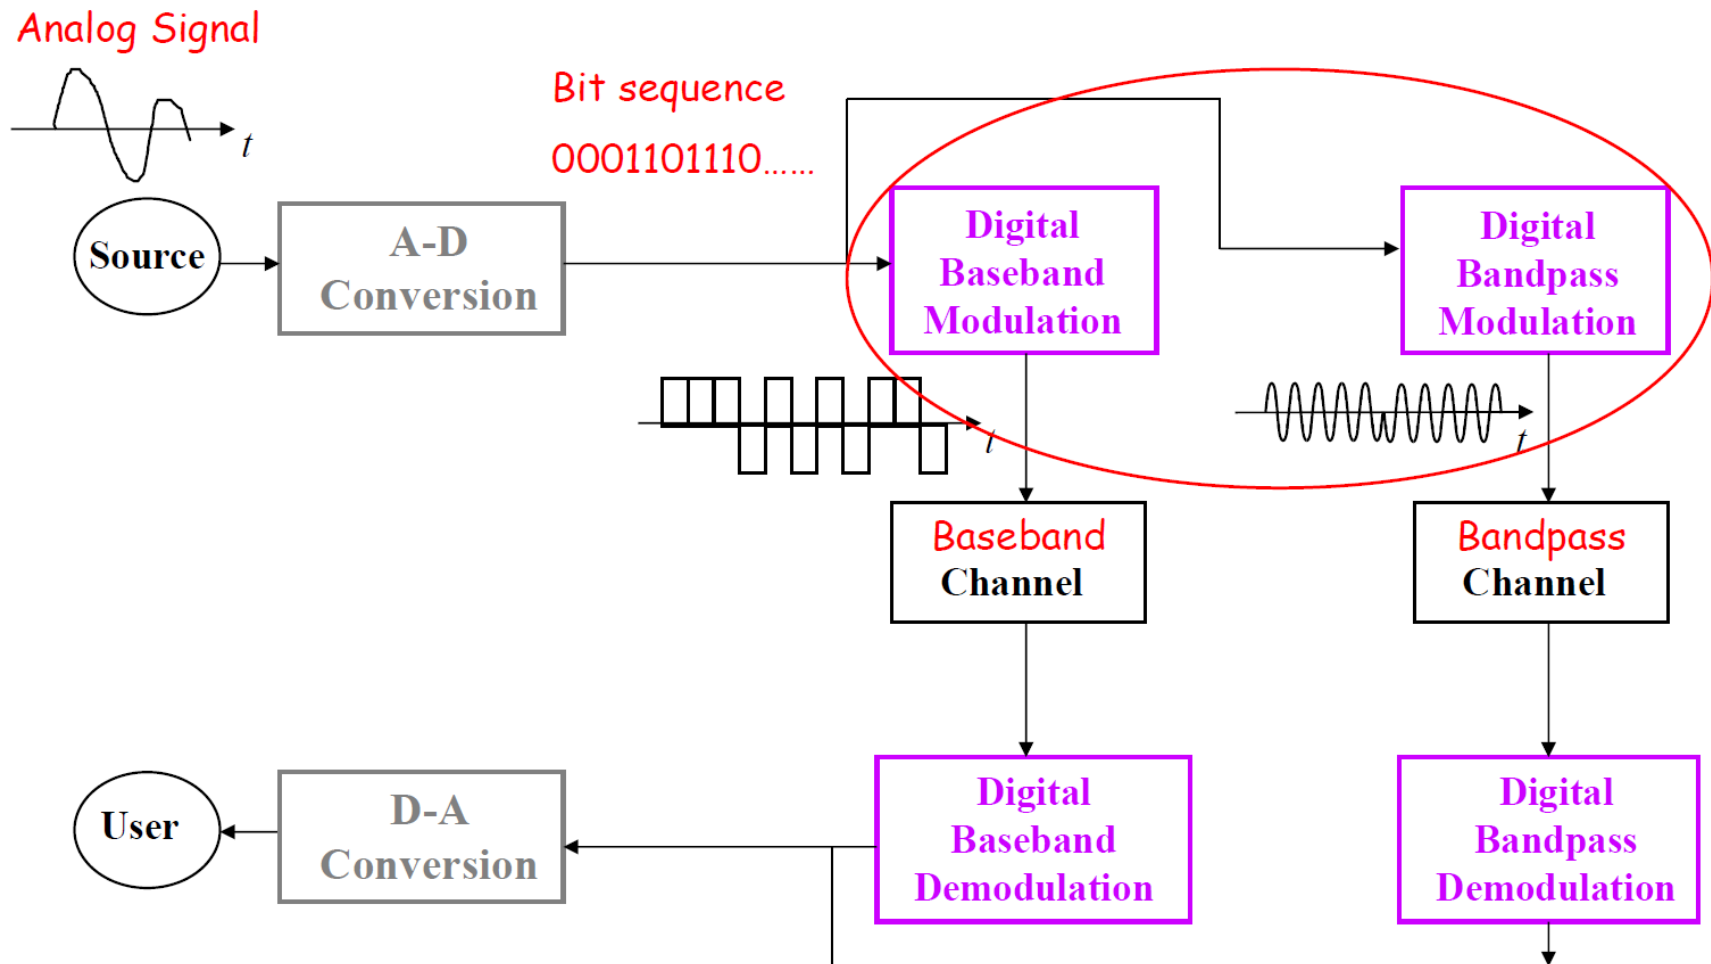 Analog Signal
t
Bit sequence
0001101110......
Source
A-D
Conversion
Digital
Baseband
Modulation
Digital
Bandpass
Modulation
t
t
Baseband
Channel
Bandpass
Channel
User
D-A
Conversion
Digital
Baseband
Demodulation
Digital
Bandpass
Demodulation